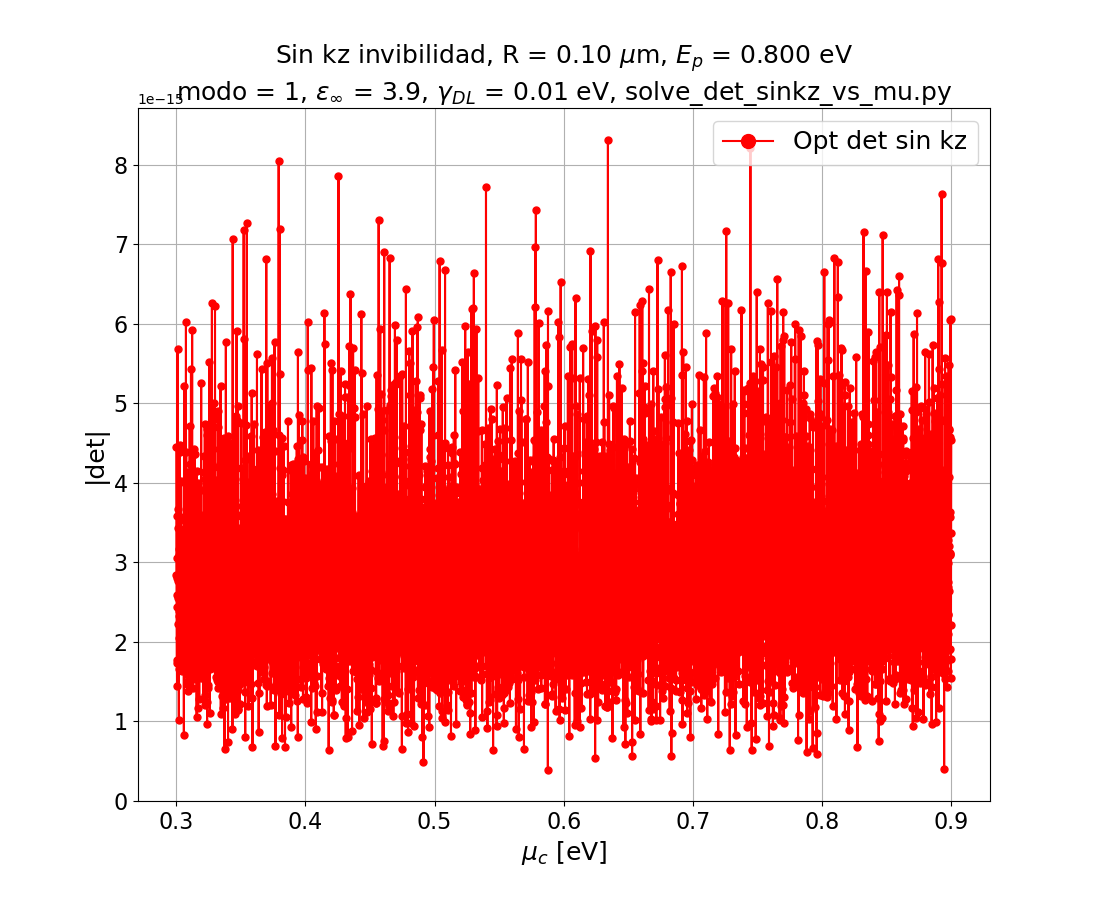 Sin kz invibilidad, R = 0.10 μm, E_p = 0.800 eV
modo = 1, ε_∞ = 3.9, γ_DL = 0.01 eV, solve_det_sinkz_vs_mu.py
1e−15
Opt det sin kz
8
7
6
5
4
3
2
1
0
|det|
0.3 0.4 0.5 0.6 0.7 0.8 0.9
μ_c [eV]